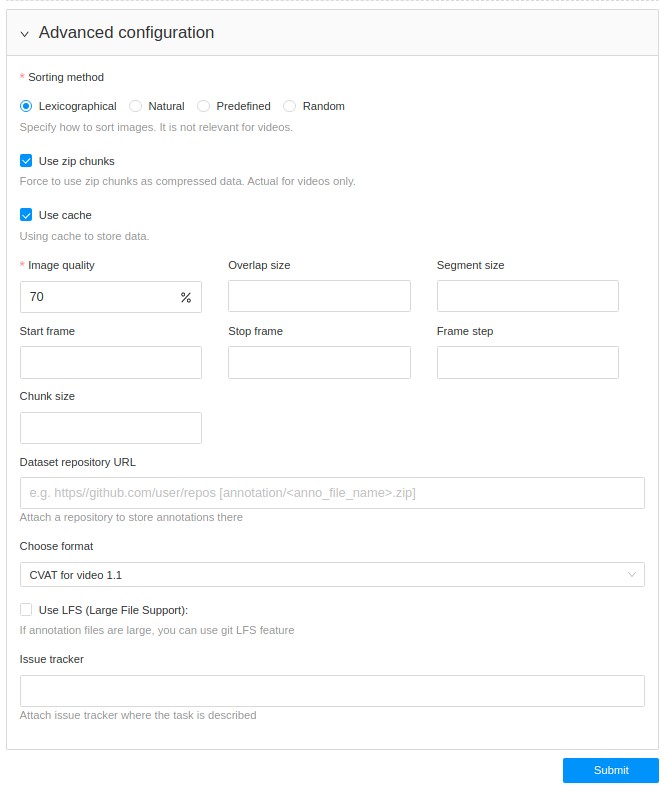 Advanced configuration
* Sorting method
Lexicographical Natural Predefined Random
Specify how to sort images. It is not relevant for videos.
Use zip chunks
Force to use zip chunks as compressed data. Actual for videos only.
Use cache
Using cache to store data.
* Image quality Overlap size Segment size
70 %
Start frame Stop frame Frame step
Chunk size
Dataset repository URL
e.g. https//github.com/user/repos [annotation/<anno_file_name>.zip]
Attach a repository to store annotations there
Choose format
CVAT for video 1.1
Use LFS (Large File Support):
If annotation files are large, you can use git LFS feature
Issue tracker
Attach issue tracker where the task is described
Submit